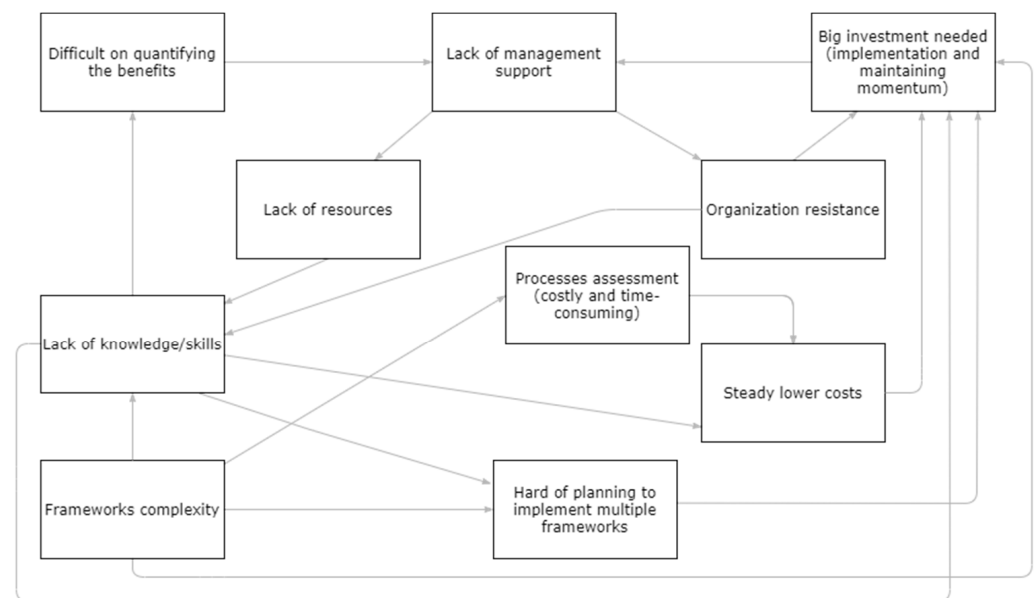 Difficult on quantifying
the benefits
Lack of management
support
Big investment needed
(implementation and
maintaining
momentum)
Lack of resources
Organization resistance
Processes assessment
(costly and time-
consuming)
Lack of knowledge/skills
Steady lower costs
Frameworks complexity
Hard of planning to
implement multiple
frameworks